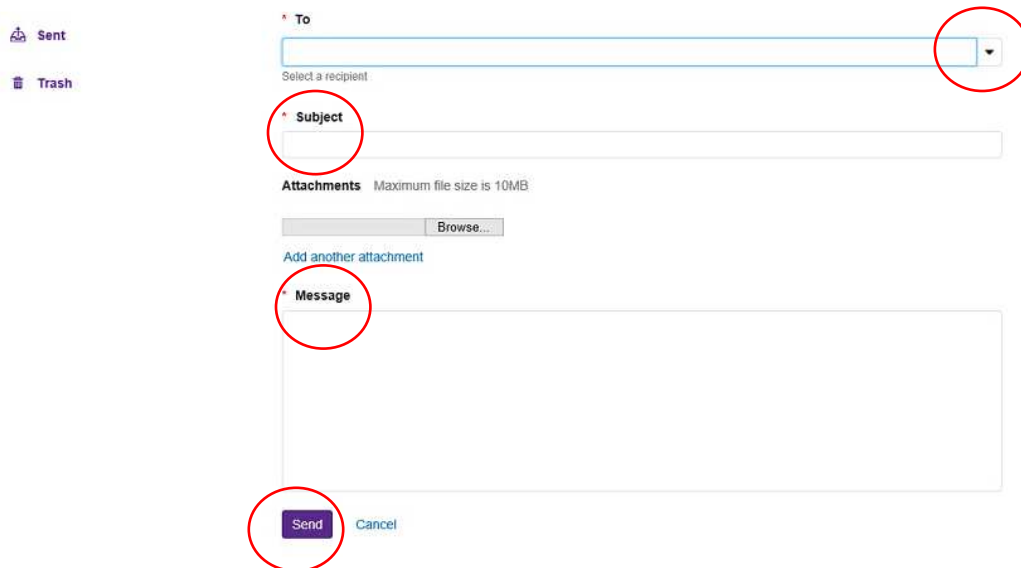 Sent
Trash
* To
Select a recipient
* Subject
Attachments Maximum file size is 10MB
Browse...
Add another attachment
* Message
Send Cancel